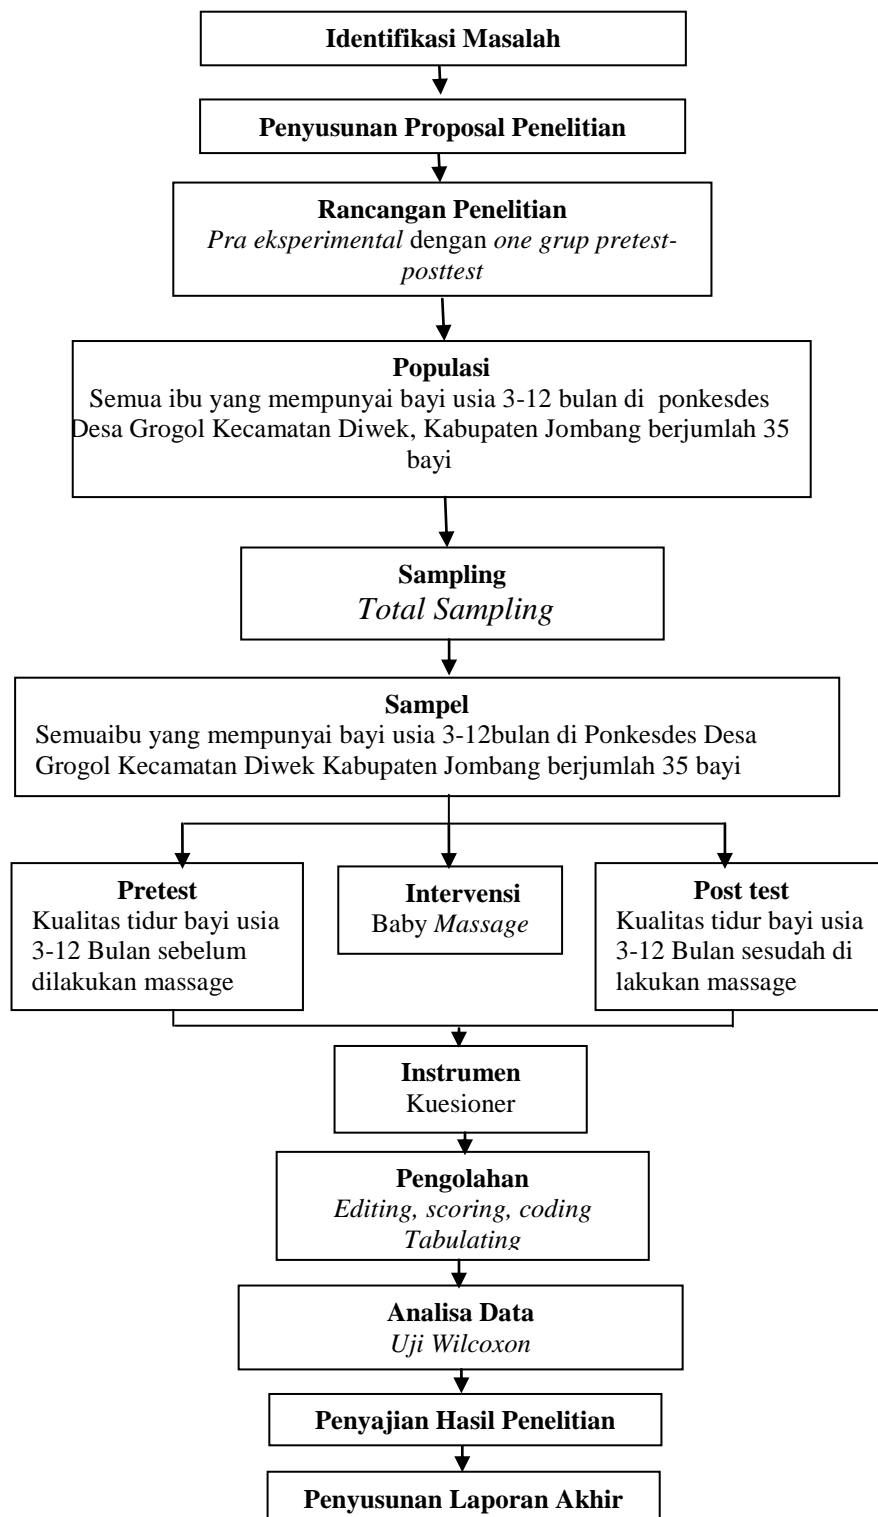 Identifikasi Masalah
Penyusunan Proposal Penelitian
Rancangan Penelitian
Pra eksperimental dengan one grup pretest-
posttest
Populasi
Semua ibu yang mempunyai bayi usia 3-12 bulan di ponkesdes
Desa Grogol Kecamatan Diwek, Kabupaten Jombang berjumlah 35
bayi
Sampling
Total Sampling
Sampel
Semuaibu yang mempunyai bayi usia 3-12bulan di Ponkesdes Desa
Grogol Kecamatan Diwek Kabupaten Jombang berjumlah 35 bayi
Pretest
Kualitas tidur bayi usia
3-12 Bulan sebelum
dilakukan massage
Intervensi
Baby Massage
Post test
Kualitas tidur bayi usia
3-12 Bulan sesudah di
lakukan massage
Instrumen
Kuesioner
Pengolahan
Editing, scoring, coding
Tabulating
Analisa Data
Uji Wilcoxon
Penyajian Hasil Penelitian
Penyusunan Laporan Akhir